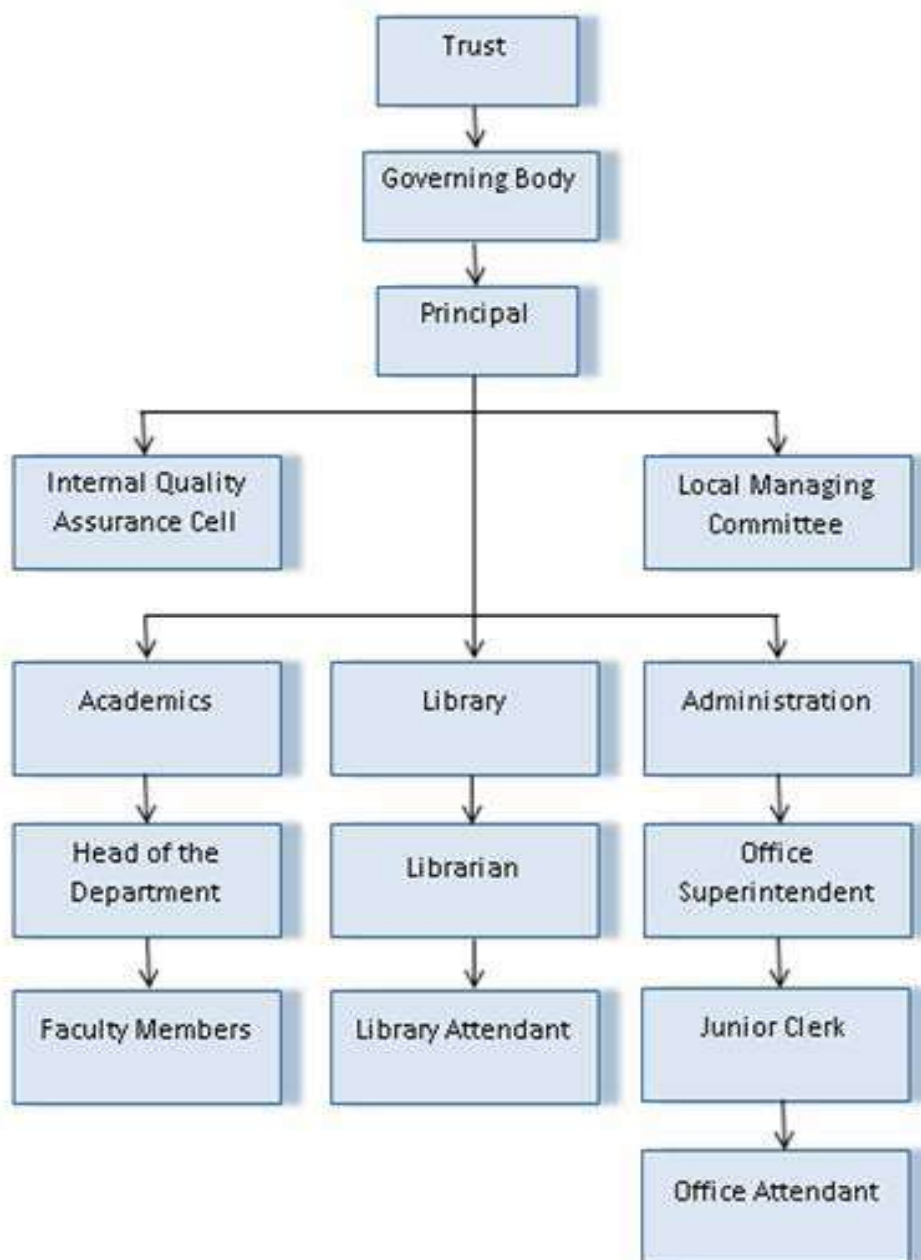 Trust
Governing Body
Principal
Internal Quality
Assurance Cell
Local Managing
Committee
Academics
Library
Administration
Head of the
Department
Librarian
Office
Superintendent
Faculty Members
Library Attendant
Junior Clerk
Office Attendant